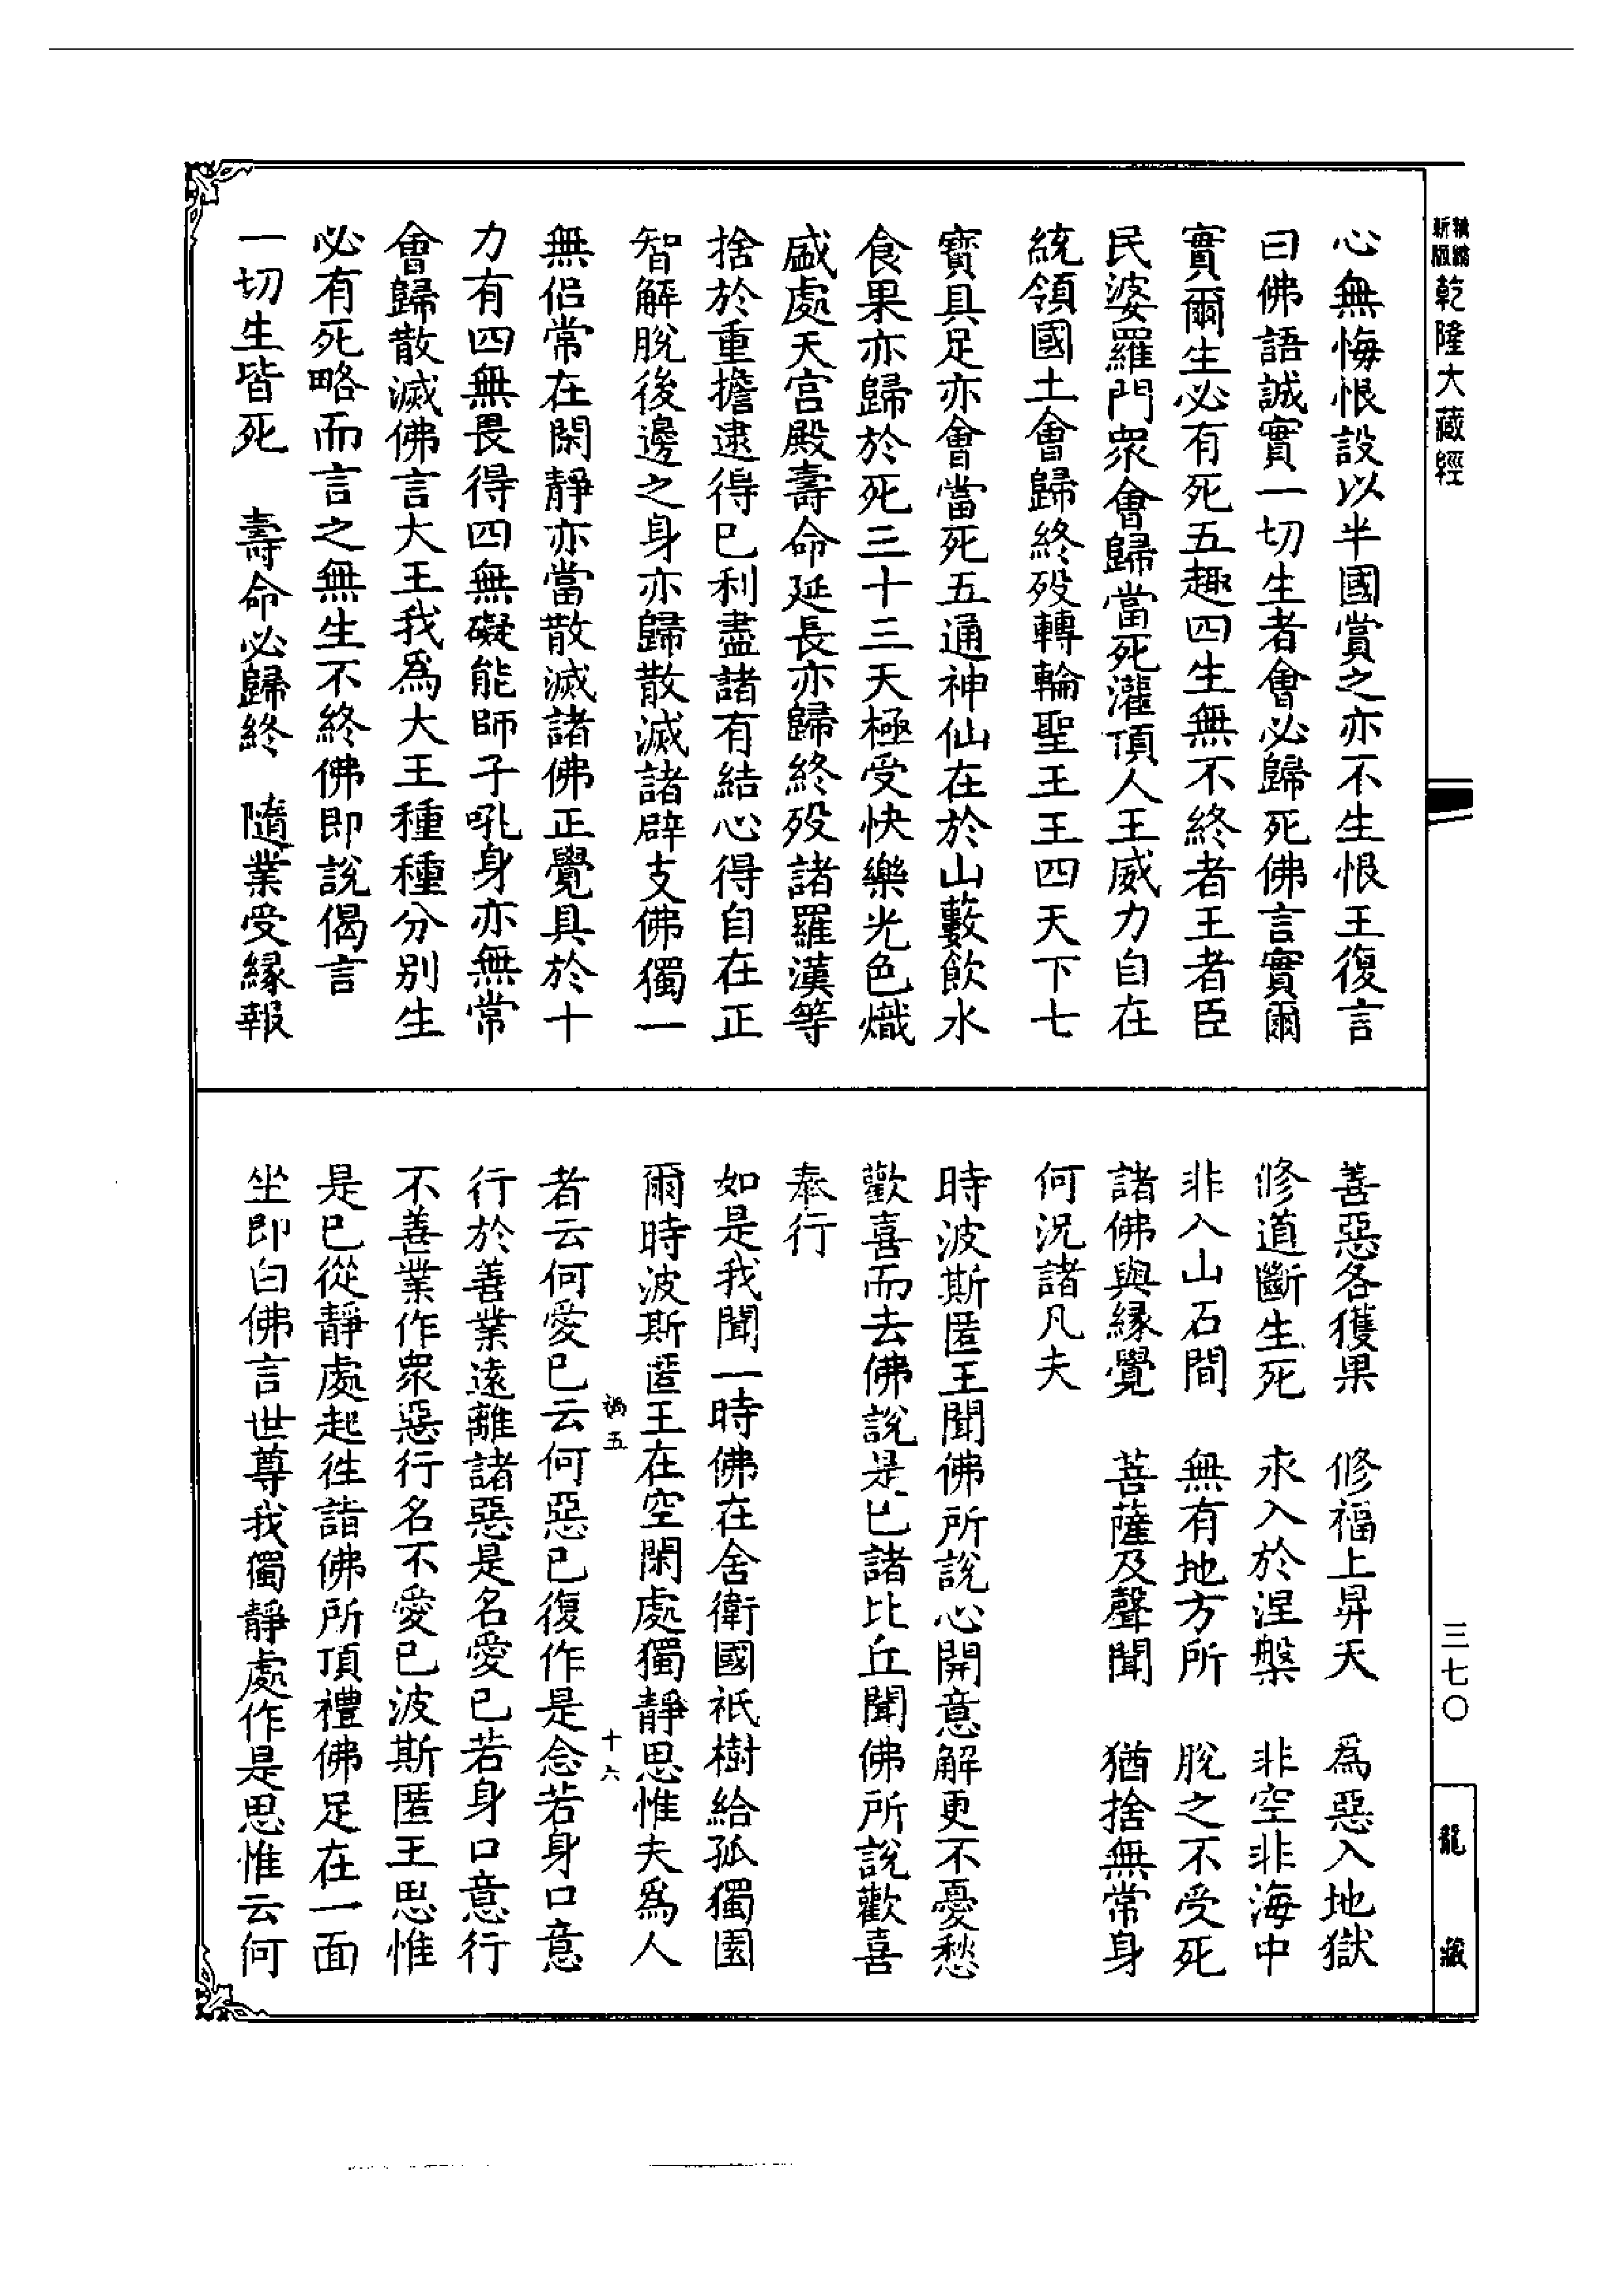 精編新版
乾隆大藏經
三七〇
龍藏
心無悔恨設以半國賞之亦不生恨王復言
曰佛語誠實一切生者會必歸死佛言實爾
實爾生必有死五趣四生無不終者王者臣
民婆羅門眾會歸當死灌頂人王威力自在
統領國土會歸終歿轉輪聖王王四天下七
寶具足亦會當死五通神仙在於山藪飲水
食果亦歸於死三十三天極受快樂光色熾
盛處天宮殿壽命延長亦歸終歿諸羅漢等
捨於重擔逮得已利盡諸有結心得自在正
智解脫後邊之身亦歸散滅諸辟支佛獨一
無侶常在閑靜亦當散滅諸佛正覺具於十
力有四無畏得四無礙能師子吼身亦無常
會歸散滅佛言大王我為大王種種分別生
必有死略而言之無生不終佛即說偈言
一切生皆死　壽命必歸終　隨業受緣報
善惡各獲果　修福上昇天　為惡入地獄
修道斷生死　永入於涅槃　非空非海中
非入山石間　無有地方所　脫之不受死
諸佛與緣覺　菩薩及聲聞　猶捨無常身
何況諸凡夫
時波斯匿王聞佛所說心開意解更不憂愁
歡喜而去佛說是已諸比丘聞佛所說歡喜
奉行
如是我聞一時佛在舍衛國祇樹給孤獨園
爾時波斯匿王在空閑處獨靜思惟夫為人
禍五　十六
者云何愛已云何惡已復作是念若身口意
行於善業遠離諸惡是名愛已若身口意行
不善業作眾惡行名不愛已波斯匿王思惟
是已從靜處起往詣佛所頂禮佛足在一面
坐即白佛言世尊我獨靜處作是思惟云何